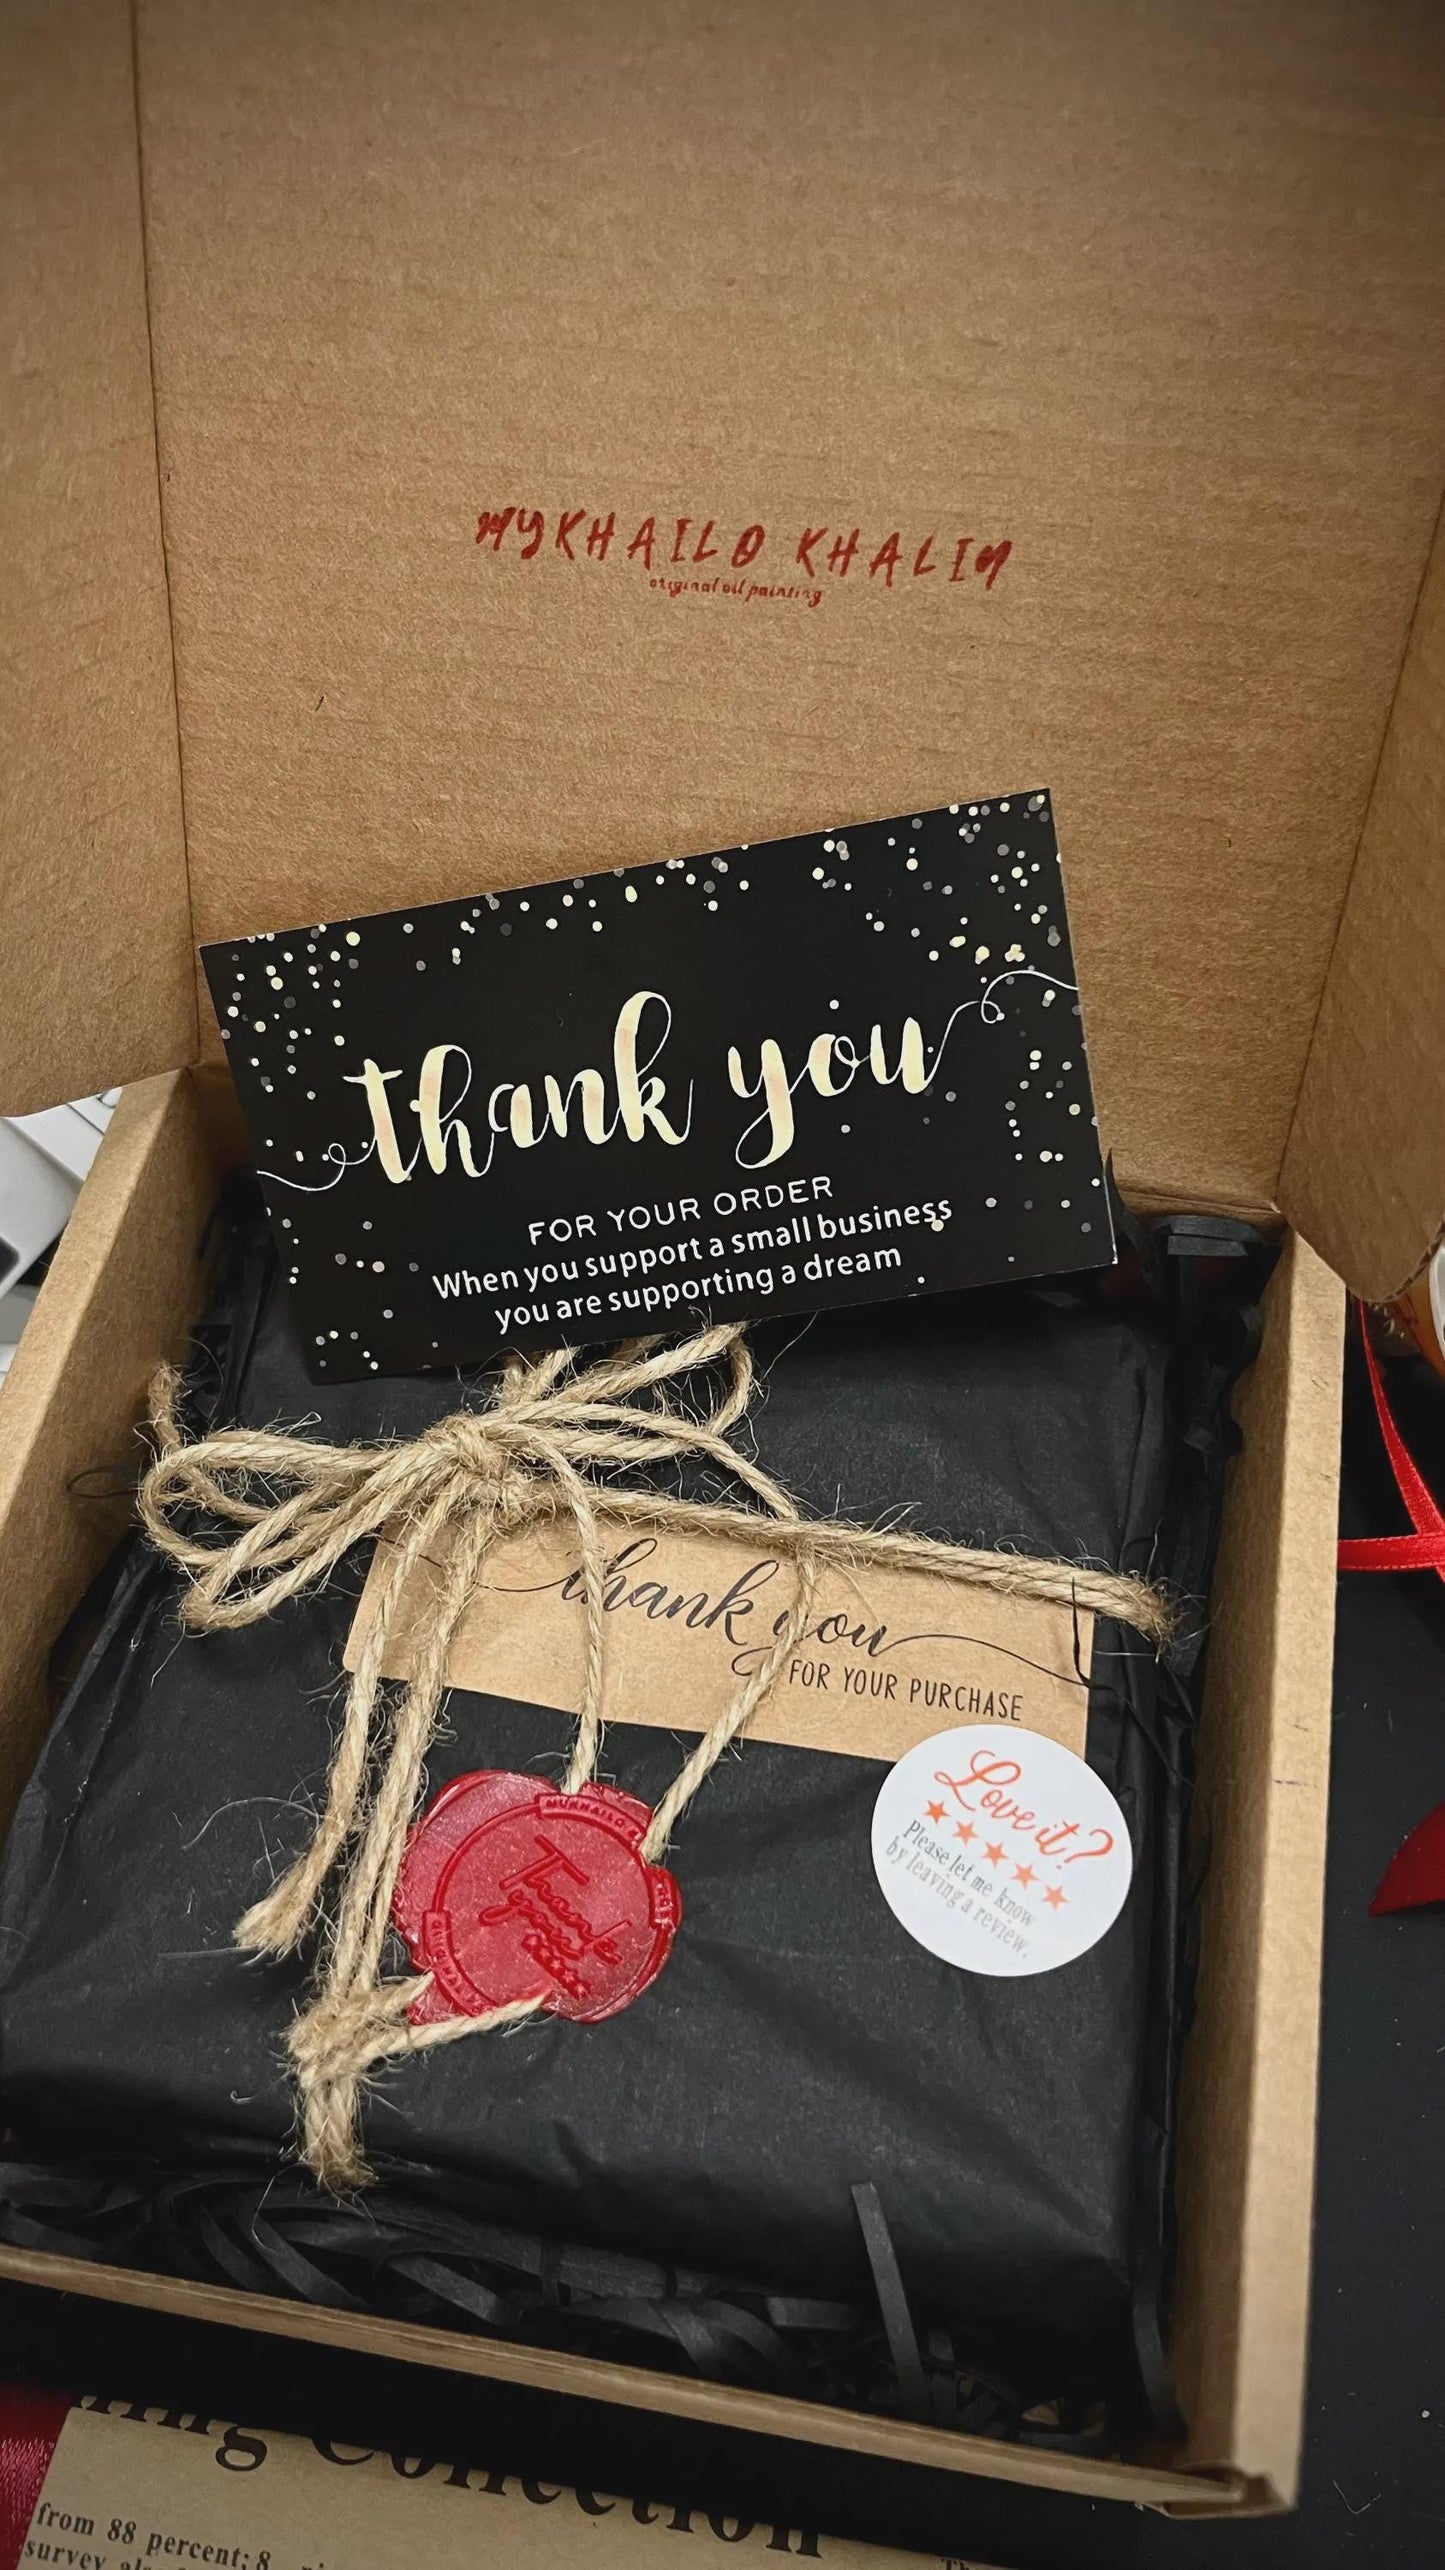 MYKHAILO KHALIN
original oil painting
thank you
FOR YOUR ORDER
When you support a small business
you are supporting a dream
thank you
FOR YOUR PURCHASE
Love it?
Please let me know
by leaving a review.
Thank
you
Collection
from 88 percent; 8
survey